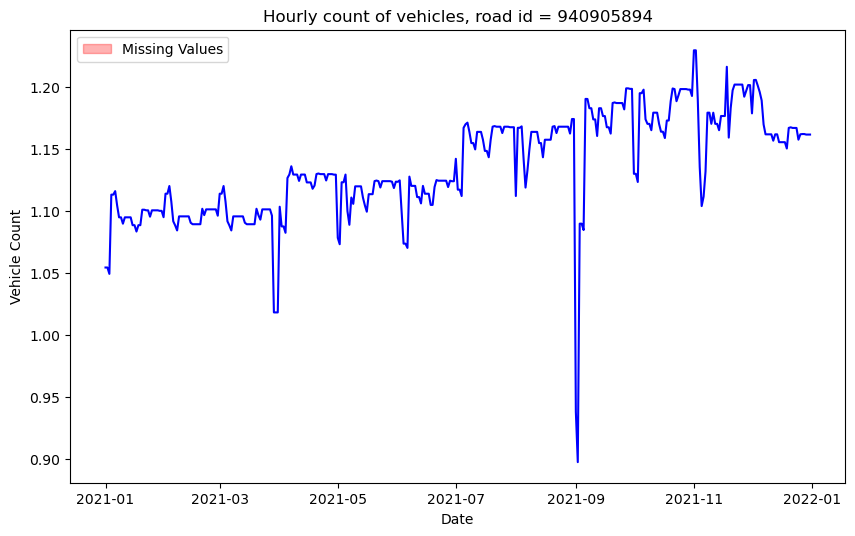 Hourly count of vehicles, road id = 940905894
Missing Values
Vehicle Count
1.20
1.15
1.10
1.05
1.00
0.95
0.90
2021-01 2021-03 2021-05 2021-07 2021-09 2021-11 2022-01
Date